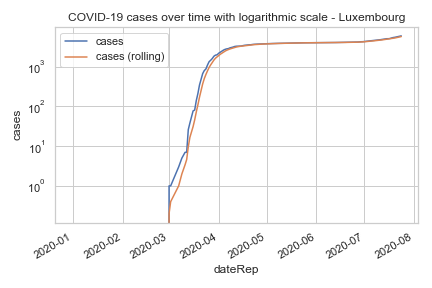 COVID-19 cases over time with logarithmic scale - Luxembourg
cases
cases (rolling)
10³
10²
10¹
10⁰
cases
2020-01
2020-02
2020-03
2020-04
2020-05
2020-06
2020-07
2020-08
dateRep